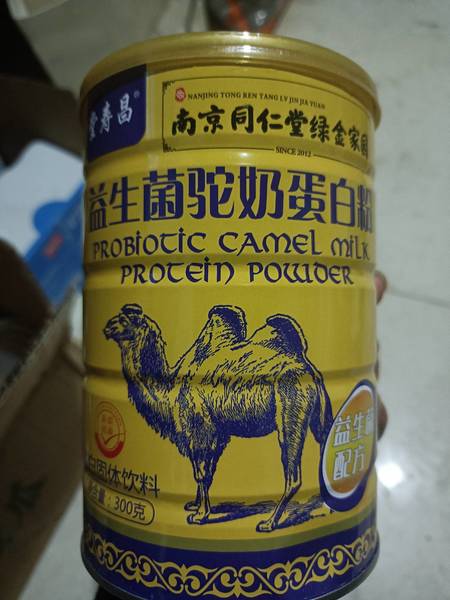 昌寿堂®
NANJING TONG REN TANG LV JIN JIA YUAN
南京同仁堂绿金家园
SINCE 2012
益生菌驼奶蛋白粉
PROBIOTIC CAMEL MILK
PROTEIN POWDER
益生菌
配方
白固体饮料
含量：300克